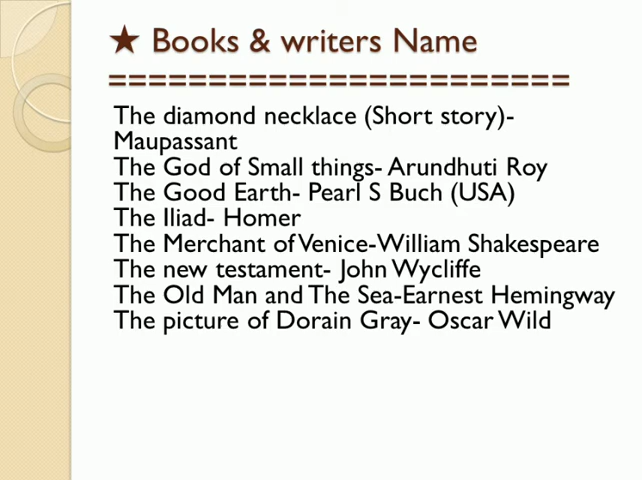 ★ Books & writers Name
=======================
The diamond necklace (Short story)-
Maupassant
The God of Small things- Arundhuti Roy
The Good Earth- Pearl S Buch (USA)
The Iliad- Homer
The Merchant of Venice-William Shakespeare
The new testament- John Wycliffe
The Old Man and The Sea-Earnest Hemingway
The picture of Dorain Gray- Oscar Wild